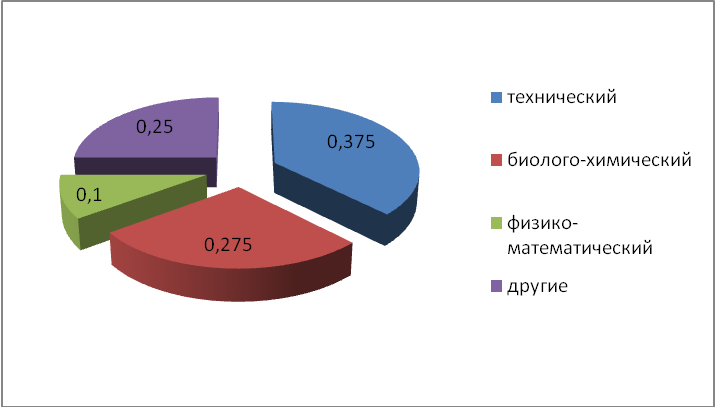 0,25
0,375
0,1
0,275
технический
биолого-химический
физико-
математический
другие